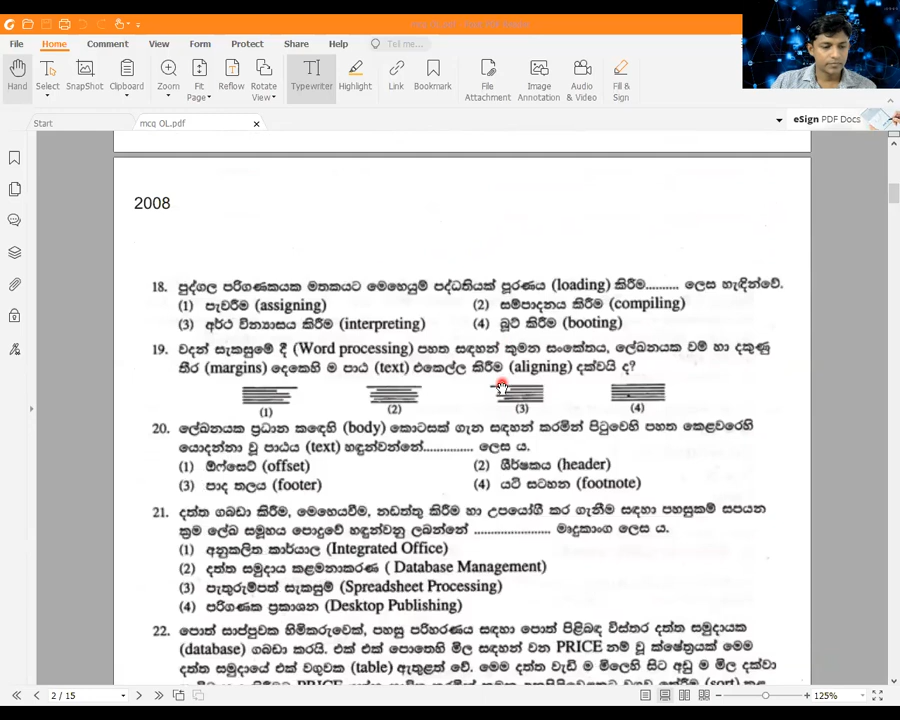 File Home Comment View Form Protect Share Help Tell me...
Hand Select SnapShot Clipboard Zoom Fit Page Reflow Rotate View Typewriter Highlight Link Bookmark File Attachment Image Annotation Audio & Video Fill & Sign
Start mcq OL.pdf eSign PDF Docu
2008
18. පුද්ගල පරිගණකයක මතකයට මෙහෙයුම් පද්ධතියක් පූරණය (loading) කිරීම.......... ලෙස හැඳින්වේ.
(1) පැවරීම (assigning) (2) සම්පාදනය කිරීම (compiling)
(3) අර්ථ වින්‍යාසය කිරීම (interpreting) (4) බූට් කිරීම (booting)
19. වදන් සැකසුමේ දී (Word processing) පහත සඳහන් කුමන සංකේතය, ලේඛනයක වම් හා දකුණු
තීර (margins) දෙකෙහි ම පාඨ (text) එකෙල්ල කිරීම (aligning) දක්වයි ද?
(1) (2) (3) (4)
20. ලේඛනයක ප්‍රධාන කඳෙහි (body) කොටසක් ගැන සඳහන් කරමින් පිටුවෙහි පහත කෙළවරෙහි
යොදන්නා වූ පාඨය (text) හඳුන්වන්නේ.............. ලෙස ය.
(1) ඕෆ්සෙට් (offset) (2) ශීර්ෂකය (header)
(3) පාද තලය (footer) (4) යටි සටහන (footnote)
21. දත්ත ගබඩා කිරීම, මෙහෙයවීම, නඩත්තු කිරීම හා උපයෝගී කර ගැනීම සඳහා පහසුකම් සපයන
ක්‍රම ලේඛ සමූහය පොදුවේ හඳුන්වනු ලබන්නේ ....................... මෘදුකාංග ලෙස ය.
(1) අනුකලිත කාර්යාල (Integrated Office)
(2) දත්ත සමුදාය කළමනාකරණ ( Database Management)
(3) පැතුරුම්පත් සැකසුම් (Spreadsheet Processing)
(4) පරිගණක ප්‍රකාශන (Desktop Publishing)
22. පොත් සාප්පුවක හිමිකරුවෙක්, පහසු පරිහරණය සඳහා පොත් පිළිබඳ විස්තර දත්ත සමුදායක
(database) ගබඩා කරයි. එක් එක් පොතෙහි මිල සඳහන් වන PRICE නම් වූ ක්ෂේත්‍රයක් මෙම
දත්ත සමුදායේ එක් වගුවක (table) ඇතුළත් වේ. මෙම දත්ත වැඩි ම මිලෙහි සිට අඩු ම මිල දක්වා
2 / 15 125%